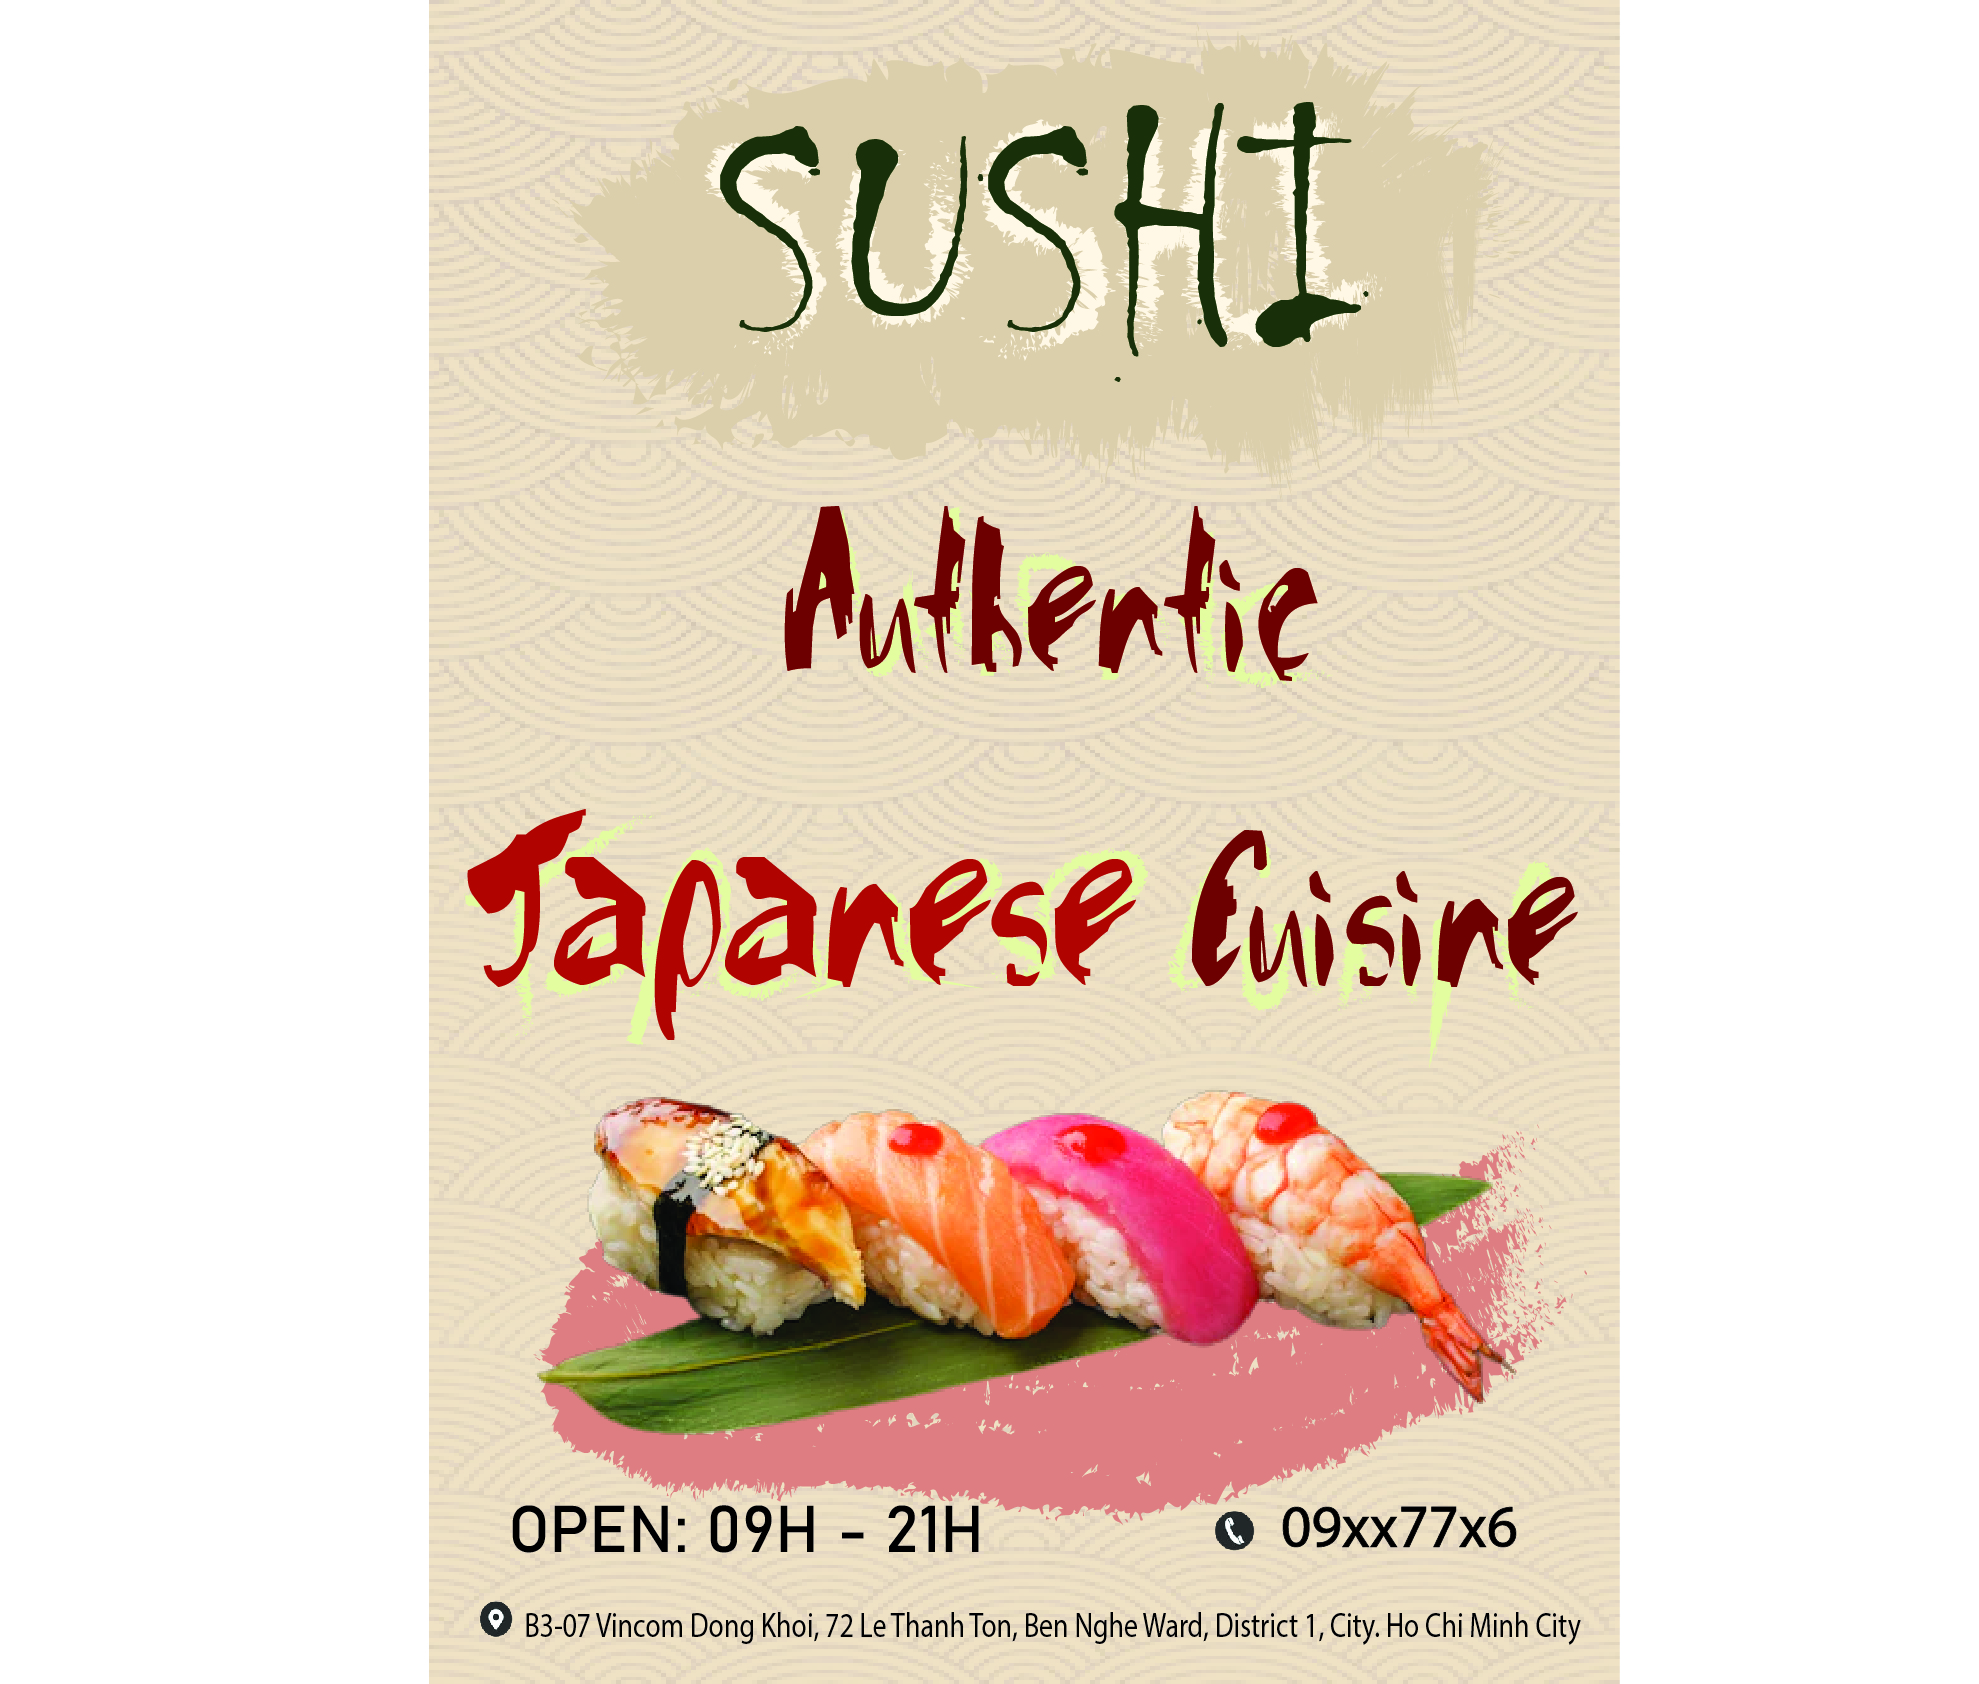 SUSHI
Authentic
Japanese Cuisine
OPEN: 09H - 21H
09xx77x6
B3-07 Vincom Dong Khoi, 72 Le Thanh Ton, Ben Nghe Ward, District 1, City. Ho Chi Minh City